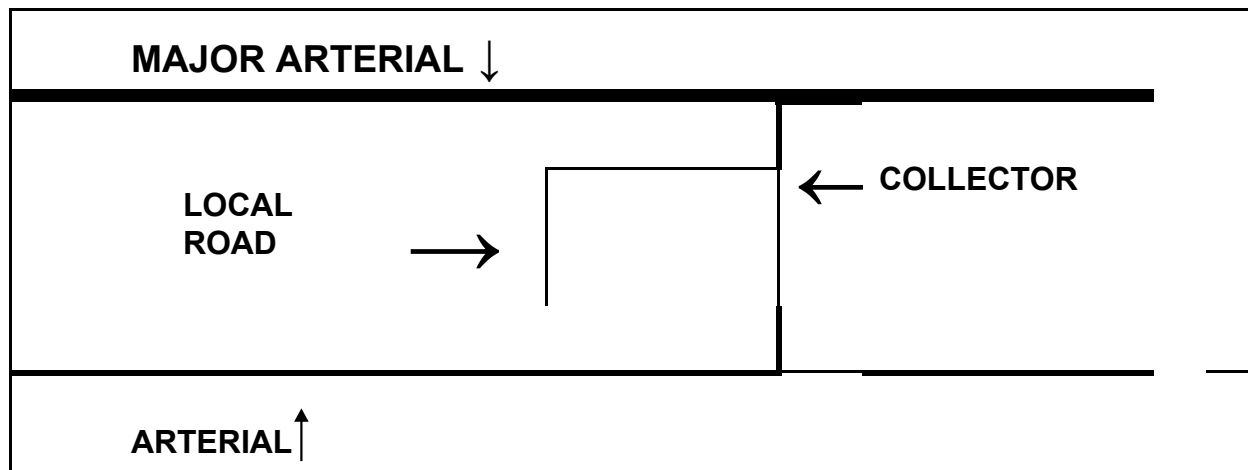 MAJOR ARTERIAL ↓
COLLECTOR
LOCAL
ROAD
ARTERIAL